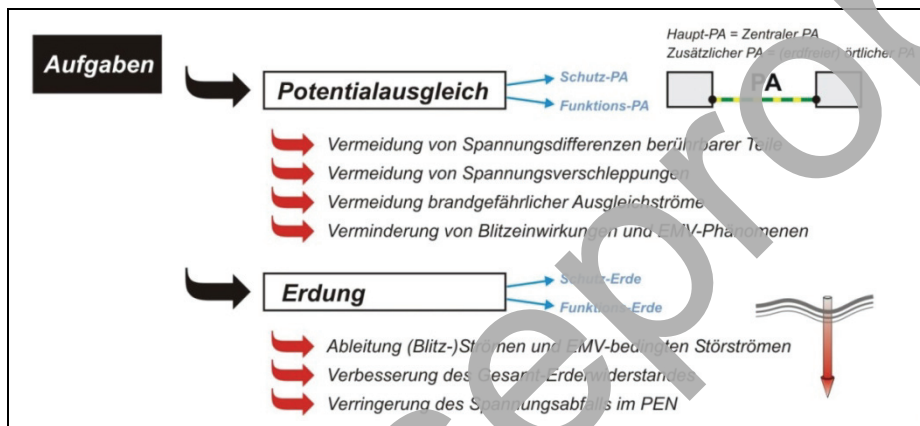 Aufgaben
Haupt-PA = Zentraler PA
Zusätzlicher PA = (erdfreier) örtlicher PA
Potentialausgleich
Schutz-PA
Funktions-PA
PA
Vermeidung von Spannungsdifferenzen berührbarer Teile
Vermeidung von Spannungsverschleppungen
Vermeidung brandgefährlicher Ausgleichströme
Verminderung von Blitzeinwirkungen und EMV-Phänomenen
Erdung
Schutz-Erde
Funktions-Erde
Ableitung (Blitz-)Strömen und EMV-bedingten Störströmen
Verbesserung des Gesamt-Erderwiderstandes
Verringerung des Spannungsabfalls im PEN